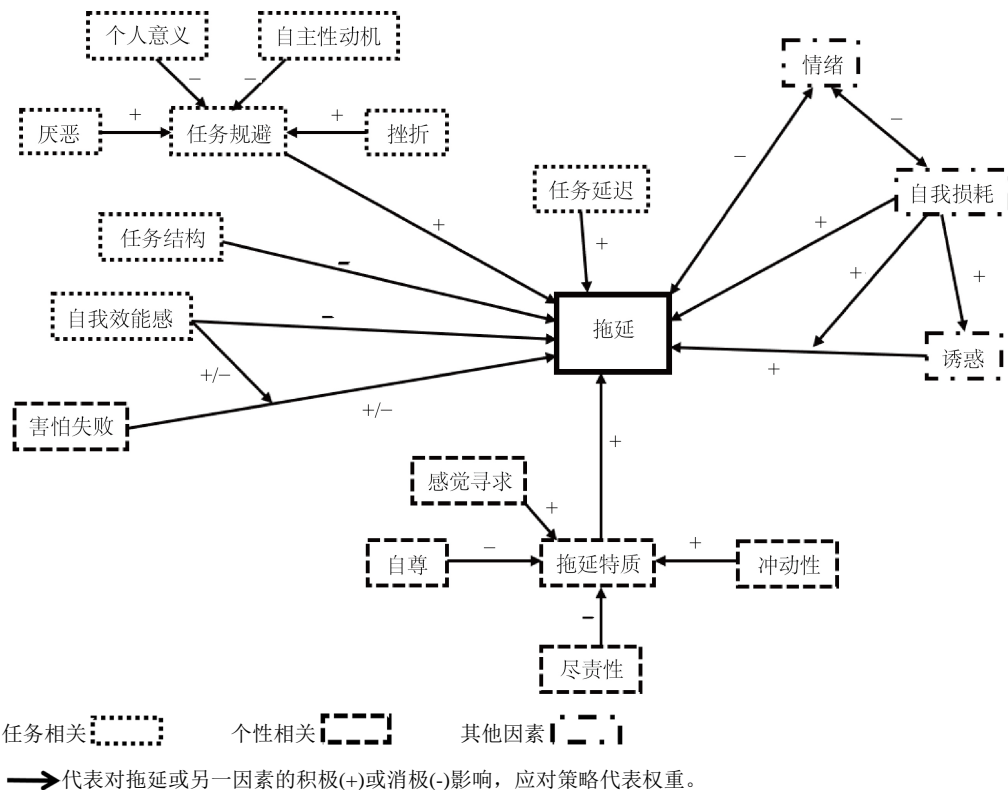 个人意义
自主性动机
情绪
−
−
厌恶
+
任务规避
+
挫折
−
−
任务延迟
自我损耗
+
+
+
任务结构
-
+
+
自我效能感
-
拖延
诱惑
+
+/−
+/−
害怕失败
+
感觉寻求
+
自尊
−
拖延特质
+
冲动性
-
尽责性
任务相关
个性相关
其他因素
代表对拖延或另一因素的积极(+)或消极(-)影响，应对策略代表权重。